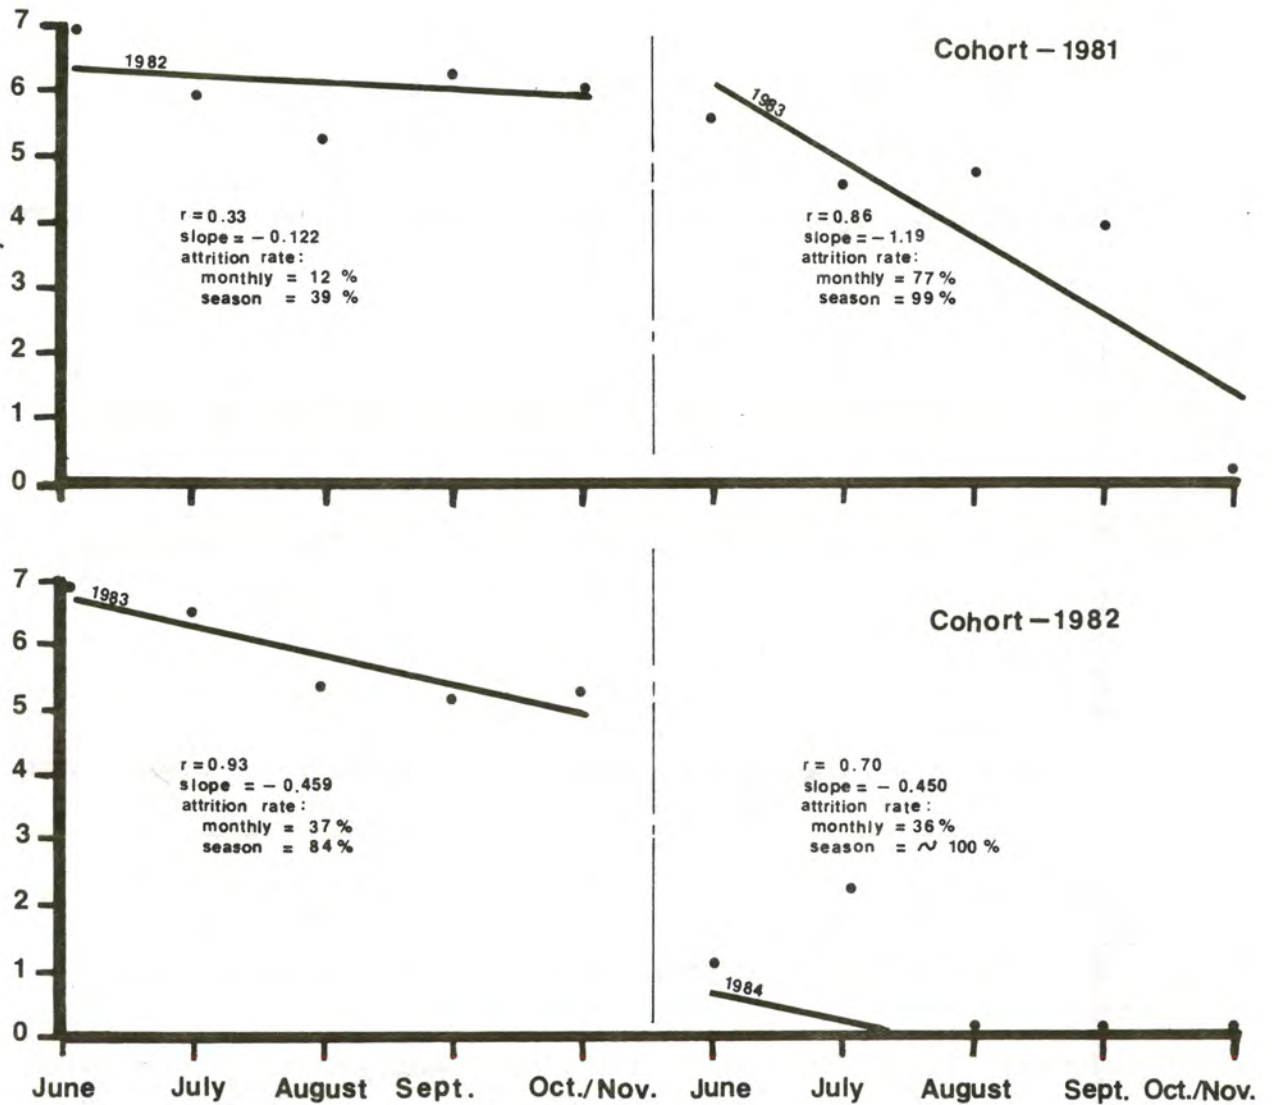 Cohort – 1981
7
6
5
4
3
2
1
0
1982
r = 0.33
slope = – 0.122
attrition rate:
monthly = 12 %
season = 39 %
1983
r = 0.86
slope = – 1.19
attrition rate:
monthly = 77 %
season = 99 %
Cohort – 1982
7
6
5
4
3
2
1
0
1983
r = 0.93
slope = – 0.459
attrition rate:
monthly = 37 %
season = 84 %
r = 0.70
slope = – 0.450
attrition rate:
monthly = 36 %
season = ~ 100 %
1984
June July August Sept. Oct./Nov. June July August Sept. Oct./Nov.